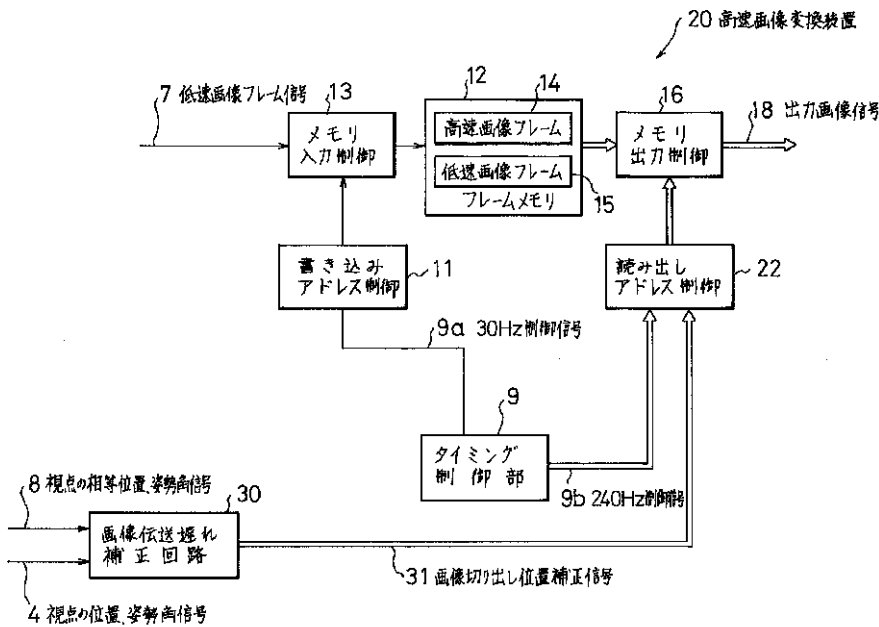 20 高速画像変換装置
7 低速画像フレーム信号
13
メモリ
入力制御
12
14
高速画像フレーム
低速画像フレーム
フレームメモリ
15
16
メモリ
出力制御
18 出力画像信号
書き込み
アドレス制御
11
読み出し
アドレス制御
22
9a 30Hz制御信号
9
タイミング
制御部
9b 240Hz制御信号
8 視点の相等位置、姿勢角信号
30
画像伝送遅れ
補正回路
31 画像切り出し位置補正信号
4 視点の位置、姿勢角信号